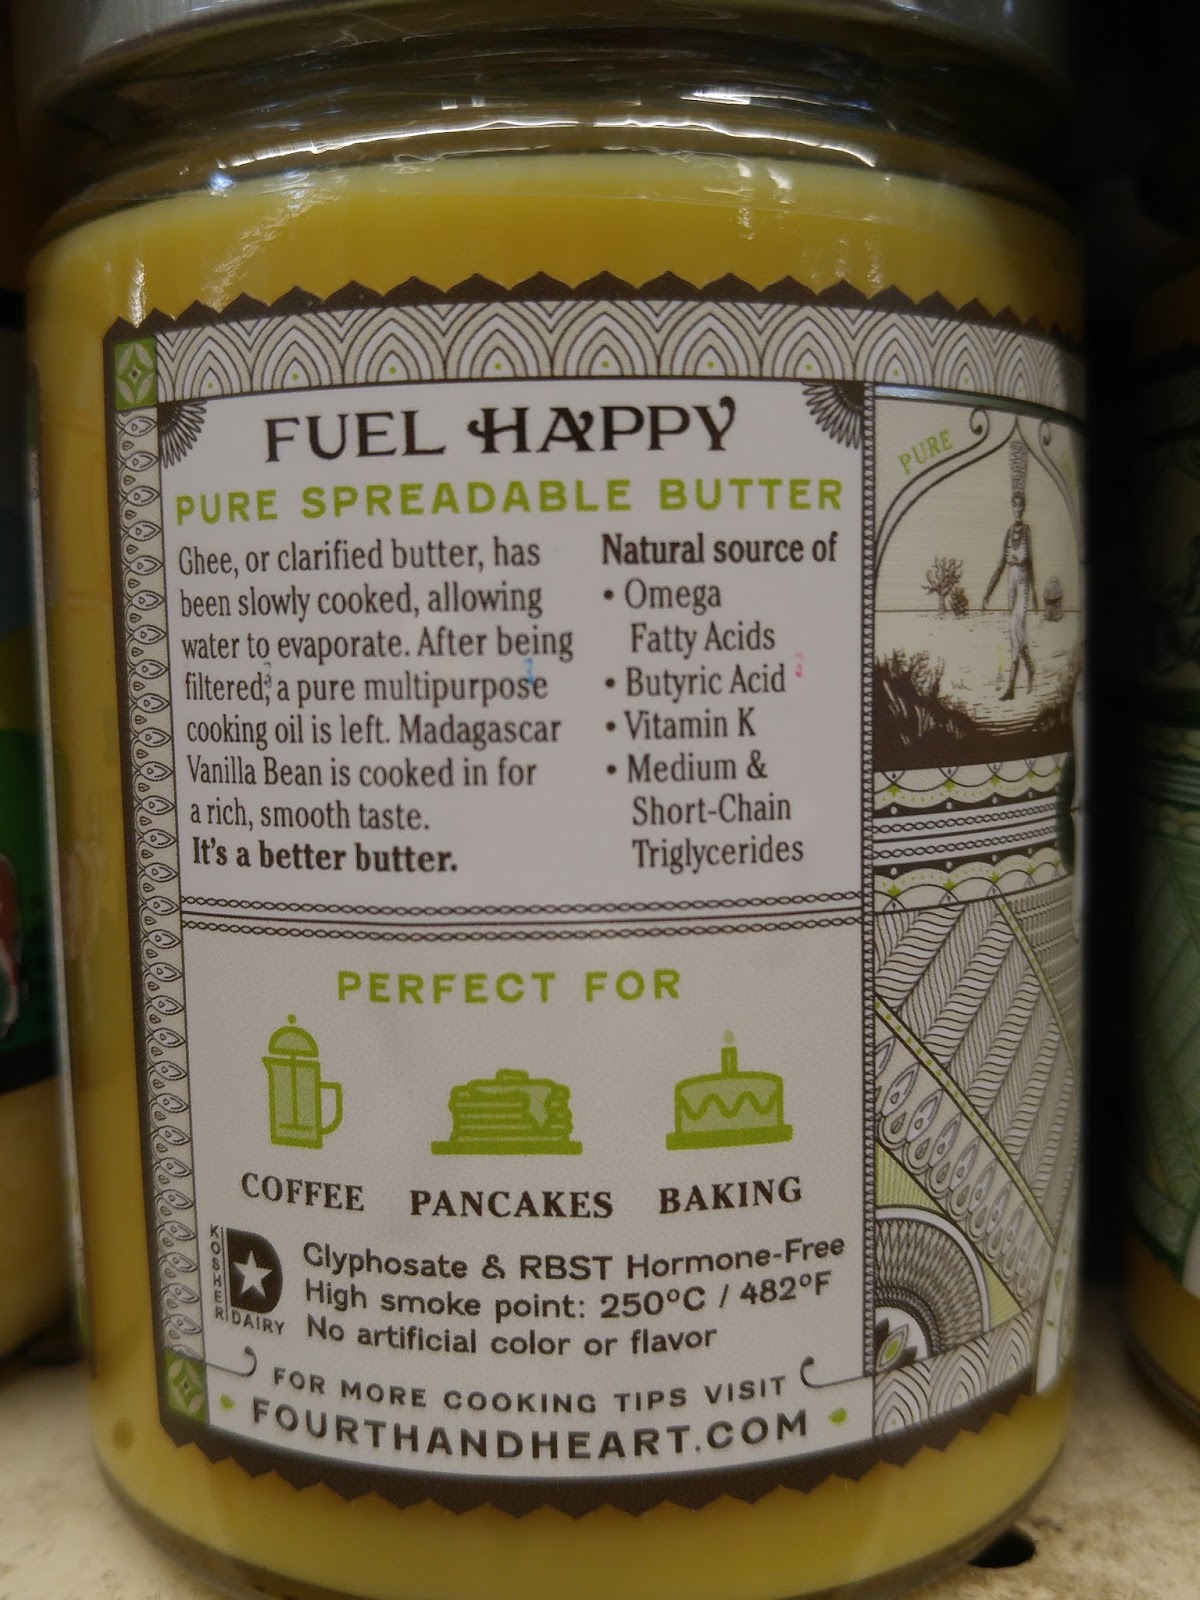 FUEL HAPPY
PURE SPREADABLE BUTTER
Ghee, or clarified butter, has
been slowly cooked, allowing
water to evaporate. After being
filtered, a pure multipurpose
cooking oil is left. Madagascar
Vanilla Bean is cooked in for
a rich, smooth taste.
It's a better butter.
Natural source of
• Omega
Fatty Acids
• Butyric Acid
• Vitamin K
• Medium &
Short-Chain
Triglycerides
PURE
PERFECT FOR
COFFEE PANCAKES BAKING
KOSHER
D
DAIRY
Glyphosate & RBST Hormone-Free
High smoke point: 250°C / 482°F
No artificial color or flavor
FOR MORE COOKING TIPS VISIT
• FOURTHANDHEART.COM •